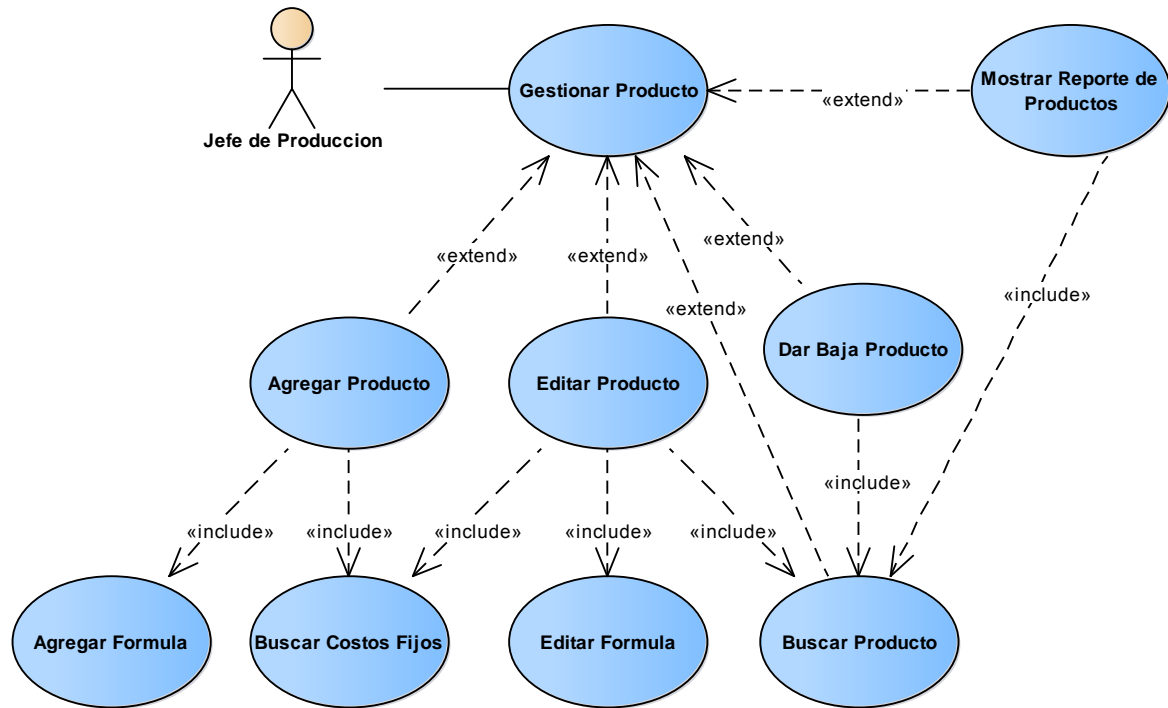 Gestionar Producto
Mostrar Reporte de
Productos
«extend»
Jefe de Produccion
«extend»
«extend»
«extend»
«extend»
«include»
Agregar Producto
Editar Producto
Dar Baja Producto
«include»
«include»
«include»
«include»
«include»
«include»
Agregar Formula
Buscar Costos Fijos
Editar Formula
Buscar Producto